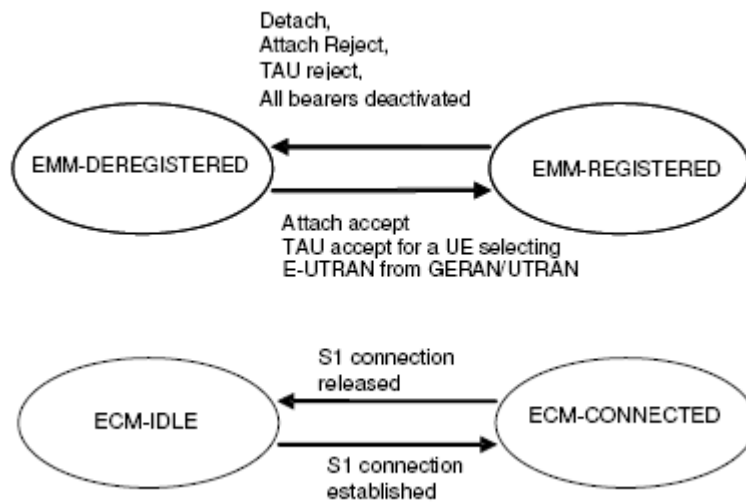 Detach,
Attach Reject,
TAU reject,
All bearers deactivated
EMM-DEREGISTERED
EMM-REGISTERED
Attach accept
TAU accept for a UE selecting
E-UTRAN from GERAN/UTRAN
S1 connection
released
ECM-IDLE
ECM-CONNECTED
S1 connection
established